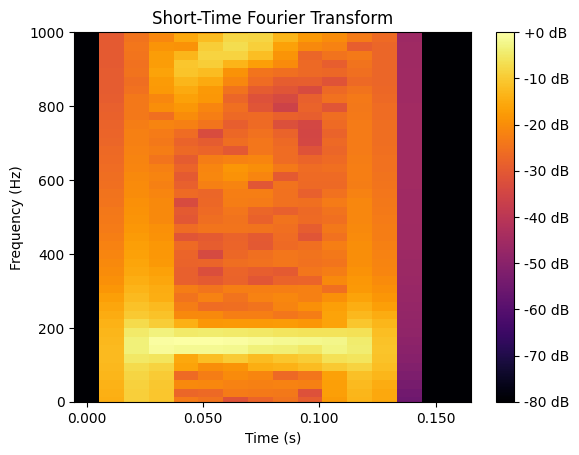 Short-Time Fourier Transform
1000
800
600
400
200
0
Frequency (Hz)
0.000
0.050
0.100
0.150
Time (s)
+0 dB
-10 dB
-20 dB
-30 dB
-40 dB
-50 dB
-60 dB
-70 dB
-80 dB